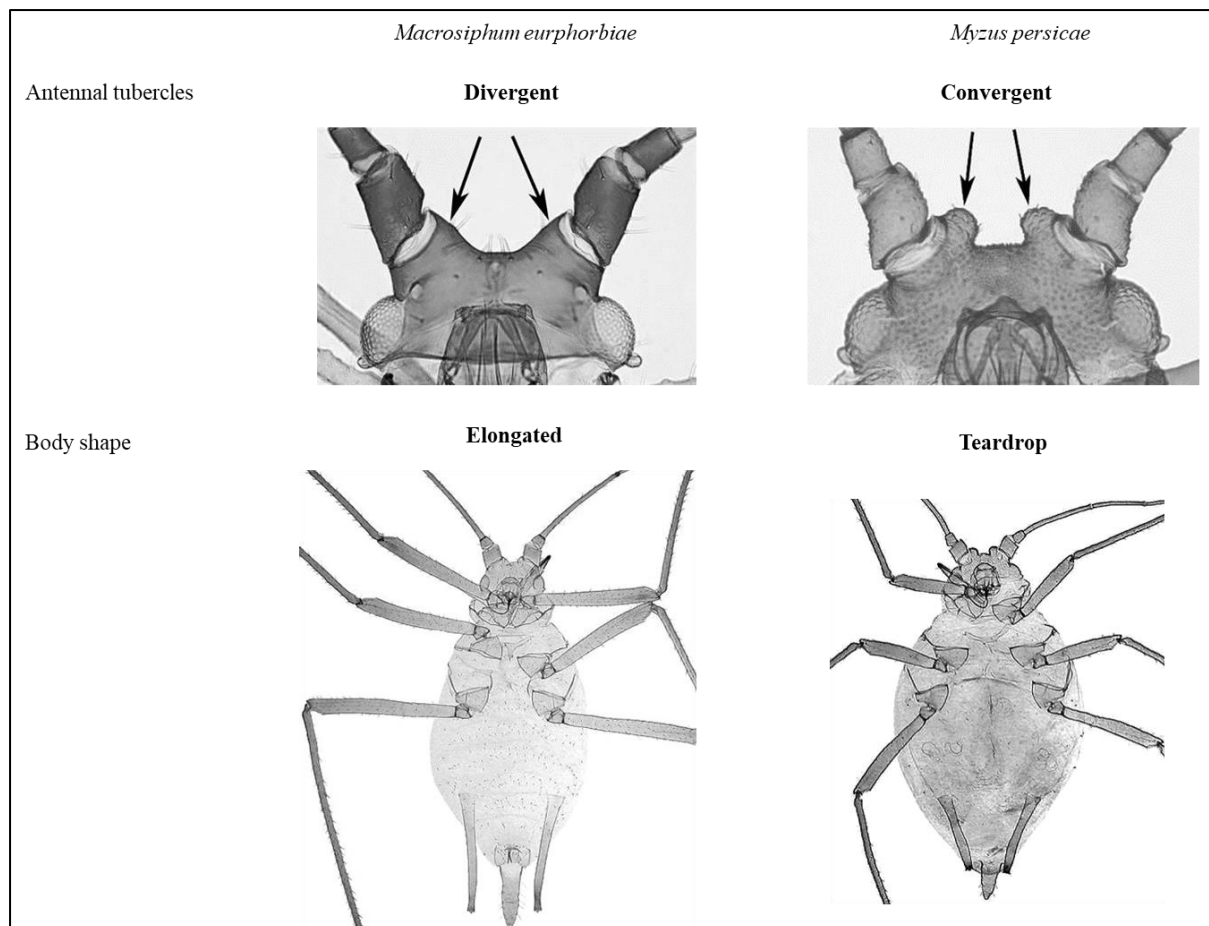 Macrosiphum eurphorbiae Myzus persicae
Antennal tubercles Divergent Convergent
Body shape Elongated Teardrop